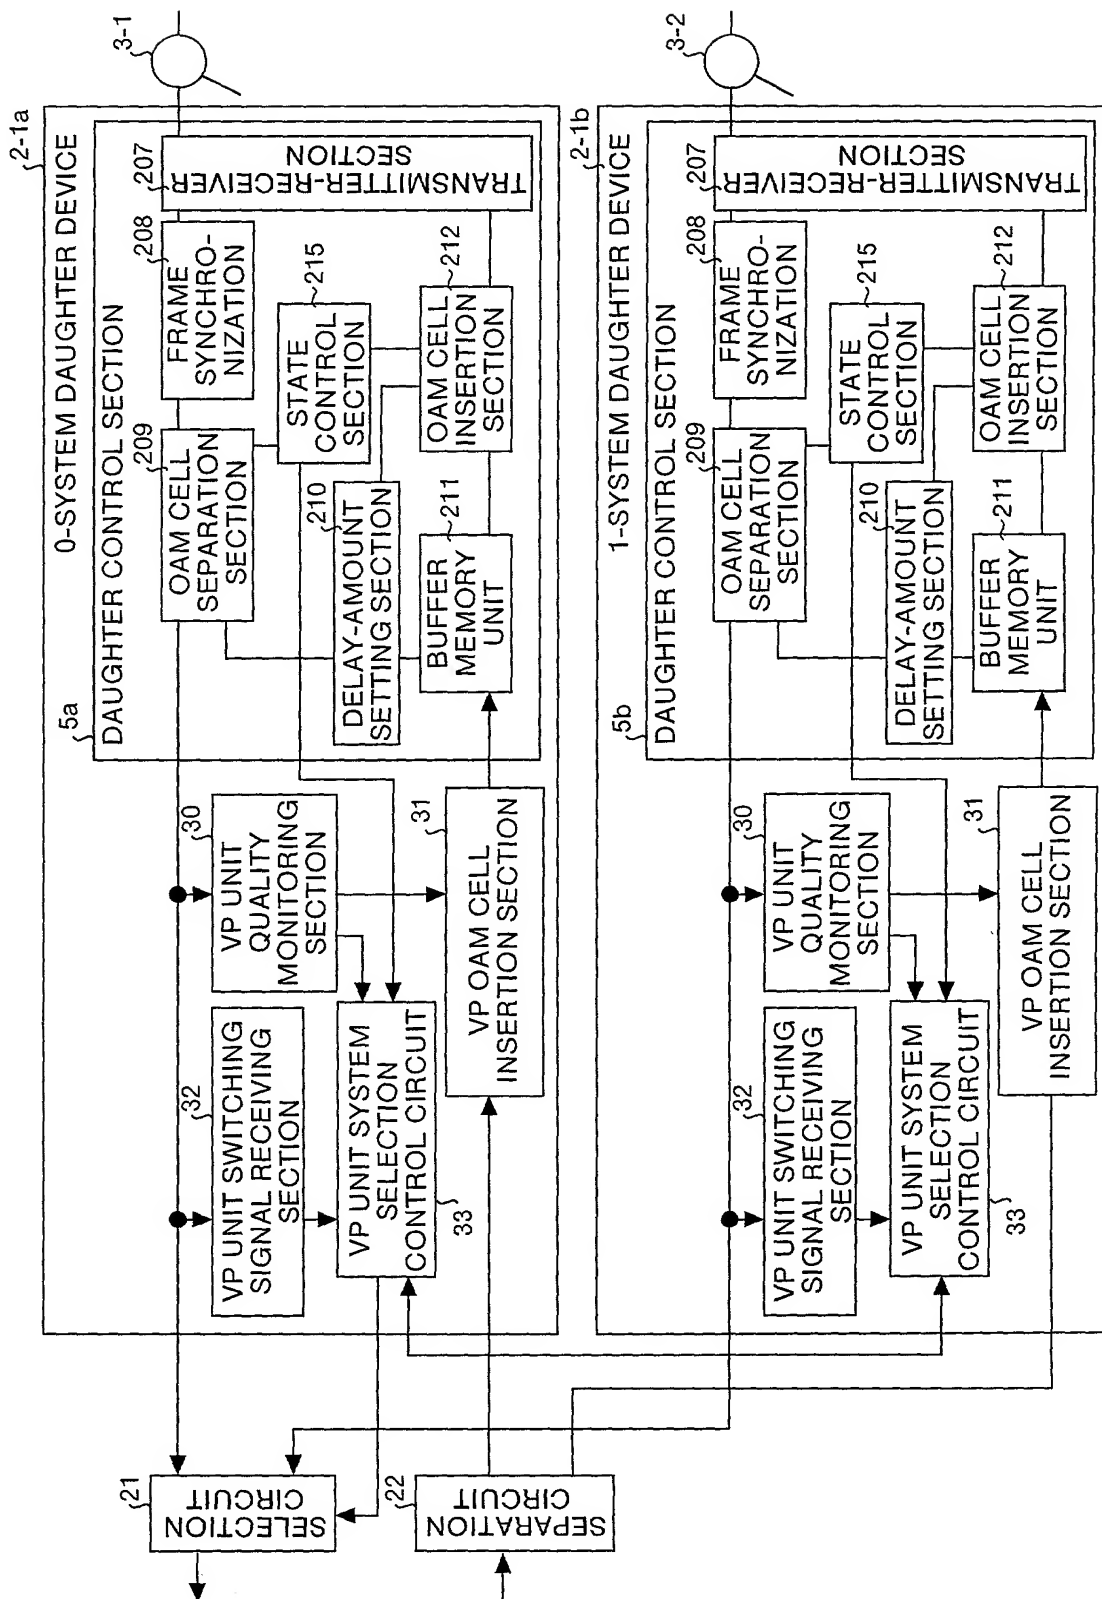 3-1
2-1a
0-SYSTEM DAUGHTER DEVICE
5a
DAUGHTER CONTROL SECTION
207
TRANSMITTER-RECEIVER
SECTION
208
FRAME
SYNCHRO-
NIZATION
209
OAM CELL
SEPARATION
SECTION
215
STATE
CONTROL
SECTION
210
DELAY-AMOUNT
SETTING SECTION
212
OAM CELL
INSERTION
SECTION
211
BUFFER
MEMORY
UNIT
30
VP UNIT
QUALITY
MONITORING
SECTION
31
VP OAM CELL
INSERTION SECTION
32
VP UNIT SWITCHING
SIGNAL RECEIVING
SECTION
VP UNIT SYSTEM
SELECTION
CONTROL CIRCUIT
33
21
SELECTION
CIRCUIT
22
SEPARATION
CIRCUIT
3-2
2-1b
1-SYSTEM DAUGHTER DEVICE
5b
DAUGHTER CONTROL SECTION
207
TRANSMITTER-RECEIVER
SECTION
208
FRAME
SYNCHRO-
NIZATION
209
OAM CELL
SEPARATION
SECTION
215
STATE
CONTROL
SECTION
210
DELAY-AMOUNT
SETTING SECTION
212
OAM CELL
INSERTION
SECTION
211
BUFFER
MEMORY
UNIT
30
VP UNIT
QUALITY
MONITORING
SECTION
31
VP OAM CELL
INSERTION SECTION
32
VP UNIT SWITCHING
SIGNAL RECEIVING
SECTION
VP UNIT SYSTEM
SELECTION
CONTROL CIRCUIT
33